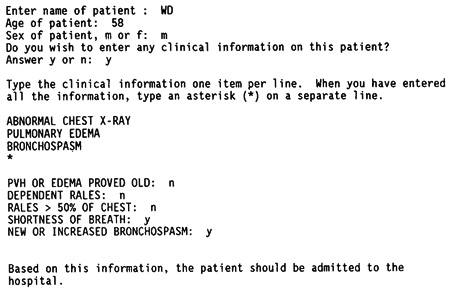 Enter name of patient : WD
Age of patient: 58
Sex of patient, m or f: m
Do you wish to enter any clinical information on this patient?
Answer y or n: y
Type the clinical information one item per line. When you have entered
all the information, type an asterisk (*) on a separate line.
ABNORMAL CHEST X-RAY
PULMONARY EDEMA
BRONCHOSPASM
*
PVH OR EDEMA PROVED OLD: n
DEPENDENT RALES: n
RALES > 50% OF CHEST: n
SHORTNESS OF BREATH: y
NEW OR INCREASED BRONCHOSPASM: y
Based on this information, the patient should be admitted to the
hospital.